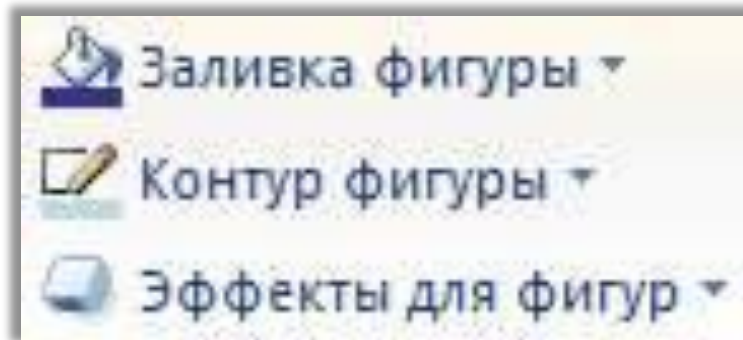 Заливка фигуры
Контур фигуры
Эффекты для фигур